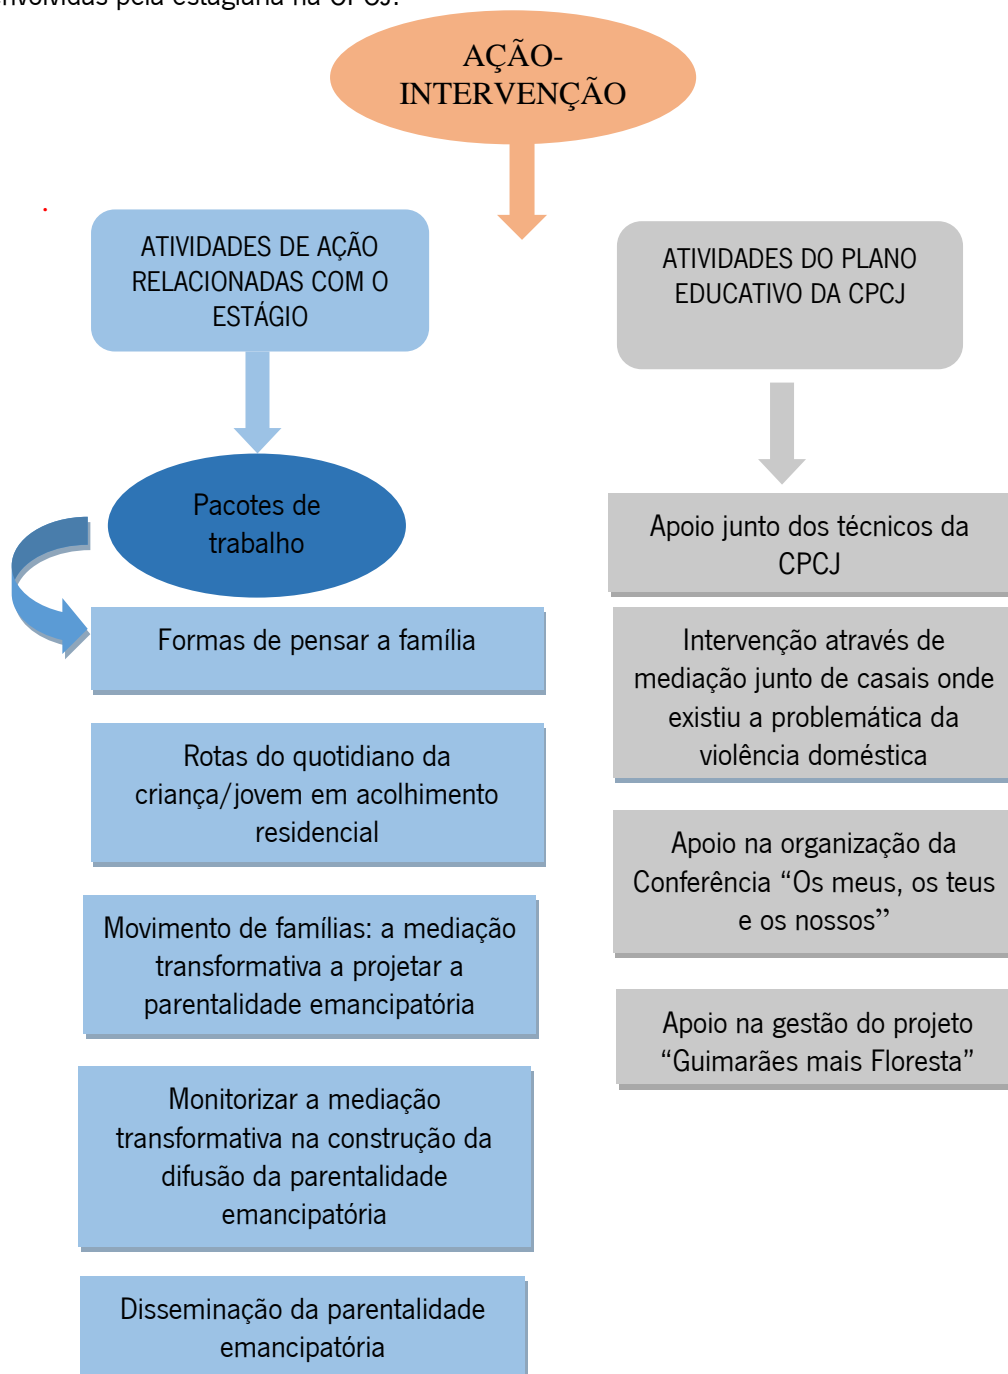 pela estagiária na CPCJ.
AÇÃO-
INTERVENÇÃO
ATIVIDADES DE AÇÃO
RELACIONADAS COM O
ESTÁGIO
ATIVIDADES DO PLANO
EDUCATIVO DA CPCJ
Pacotes de
trabalho
Formas de pensar a família
Rotas do quotidiano da
criança/jovem em acolhimento
residencial
Movimento de famílias: a mediação
transformativa a projetar a
parentalidade emancipatória
Monitorizar a mediação
transformativa na construção da
difusão da parentalidade
emancipatória
Disseminação da parentalidade
emancipatória
Apoio junto dos técnicos da
CPCJ
Intervenção através de
mediação junto de casais onde
existiu a problemática da
violência doméstica
Apoio na organização da
Conferência “Os meus, os teus
e os nossos”
Apoio na gestão do projeto
“Guimarães mais Floresta”